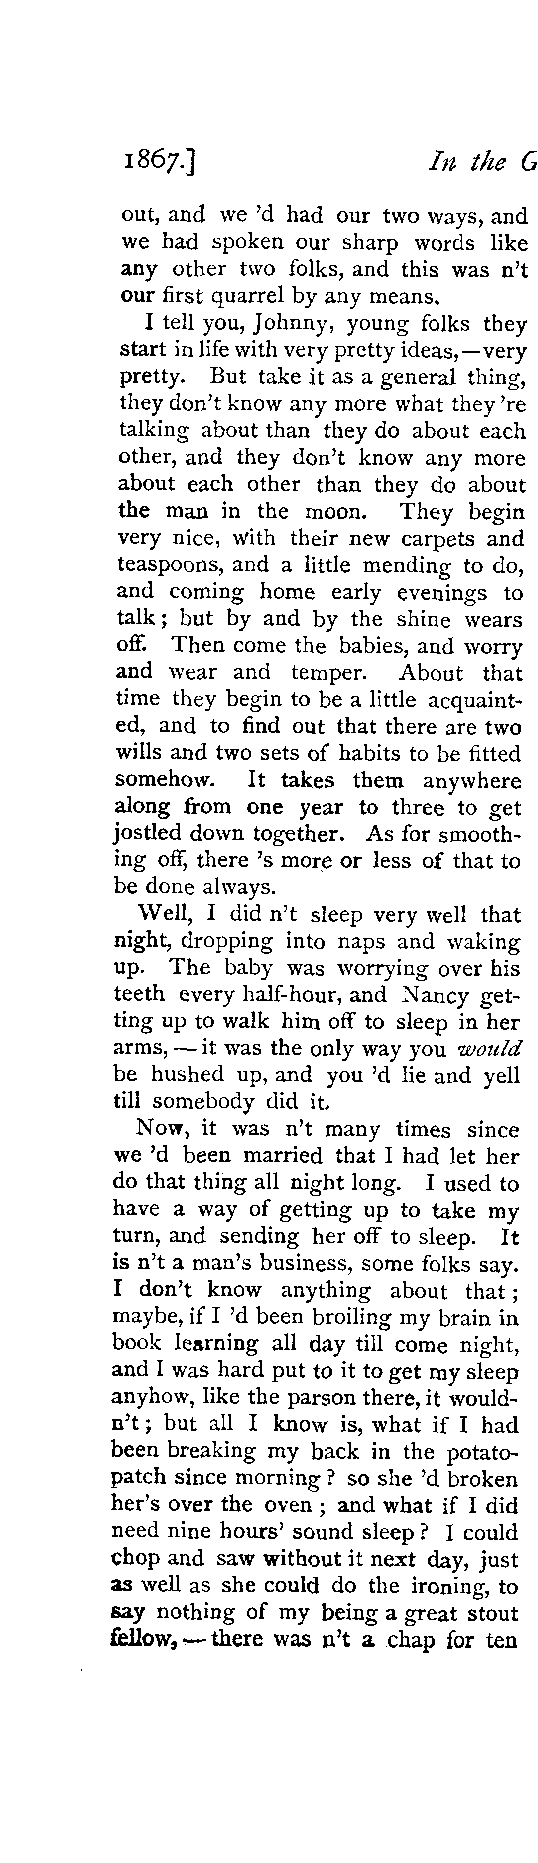 1867.] In the G
out, and we 'd had our two ways, and
we had spoken our sharp words like
any other two folks, and this was n't
our first quarrel by any means.
I tell you, Johnny, young folks they
start in life with very pretty ideas,—very
pretty. But take it as a general thing,
they don't know any more what they 're
talking about than they do about each
other, and they don't know any more
about each other than they do about
the man in the moon. They begin
very nice, with their new carpets and
teaspoons, and a little mending to do,
and coming home early evenings to
talk; but by and by the shine wears
off. Then come the babies, and worry
and wear and temper. About that
time they begin to be a little acquaint-
ed, and to find out that there are two
wills and two sets of habits to be fitted
somehow. It takes them anywhere
along from one year to three to get
jostled down together. As for smooth-
ing off, there 's more or less of that to
be done always.
Well, I did n't sleep very well that
night, dropping into naps and waking
up. The baby was worrying over his
teeth every half-hour, and Nancy get-
ting up to walk him off to sleep in her
arms, — it was the only way you would
be hushed up, and you 'd lie and yell
till somebody did it.
Now, it was n't many times since
we 'd been married that I had let her
do that thing all night long. I used to
have a way of getting up to take my
turn, and sending her off to sleep. It
is n't a man's business, some folks say.
I don't know anything about that;
maybe, if I 'd been broiling my brain in
book learning all day till come night,
and I was hard put to it to get my sleep
anyhow, like the parson there, it would-
n't; but all I know is, what if I had
been breaking my back in the potato-
patch since morning? so she 'd broken
her's over the oven; and what if I did
need nine hours' sound sleep? I could
chop and saw without it next day, just
as well as she could do the ironing, to
say nothing of my being a great stout
fellow, — there was n't a chap for ten